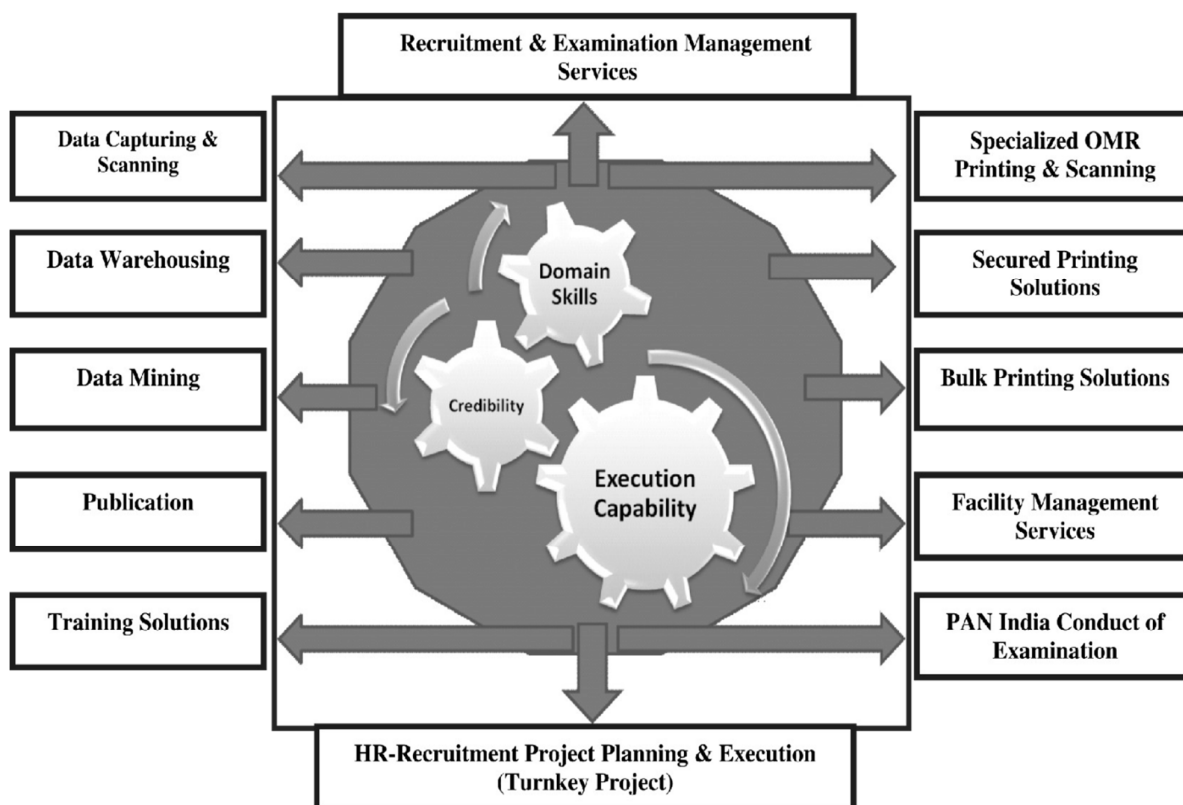 Recruitment & Examination Management
Services
Data Capturing &
Scanning
Specialized OMR
Printing & Scanning
Domain
Skills
Data Warehousing
Secured Printing
Solutions
Data Mining
Credibility
Bulk Printing Solutions
Execution
Capability
Publication
Facility Management
Services
Training Solutions
PAN India Conduct of
Examination
HR-Recruitment Project Planning & Execution
(Turnkey Project)